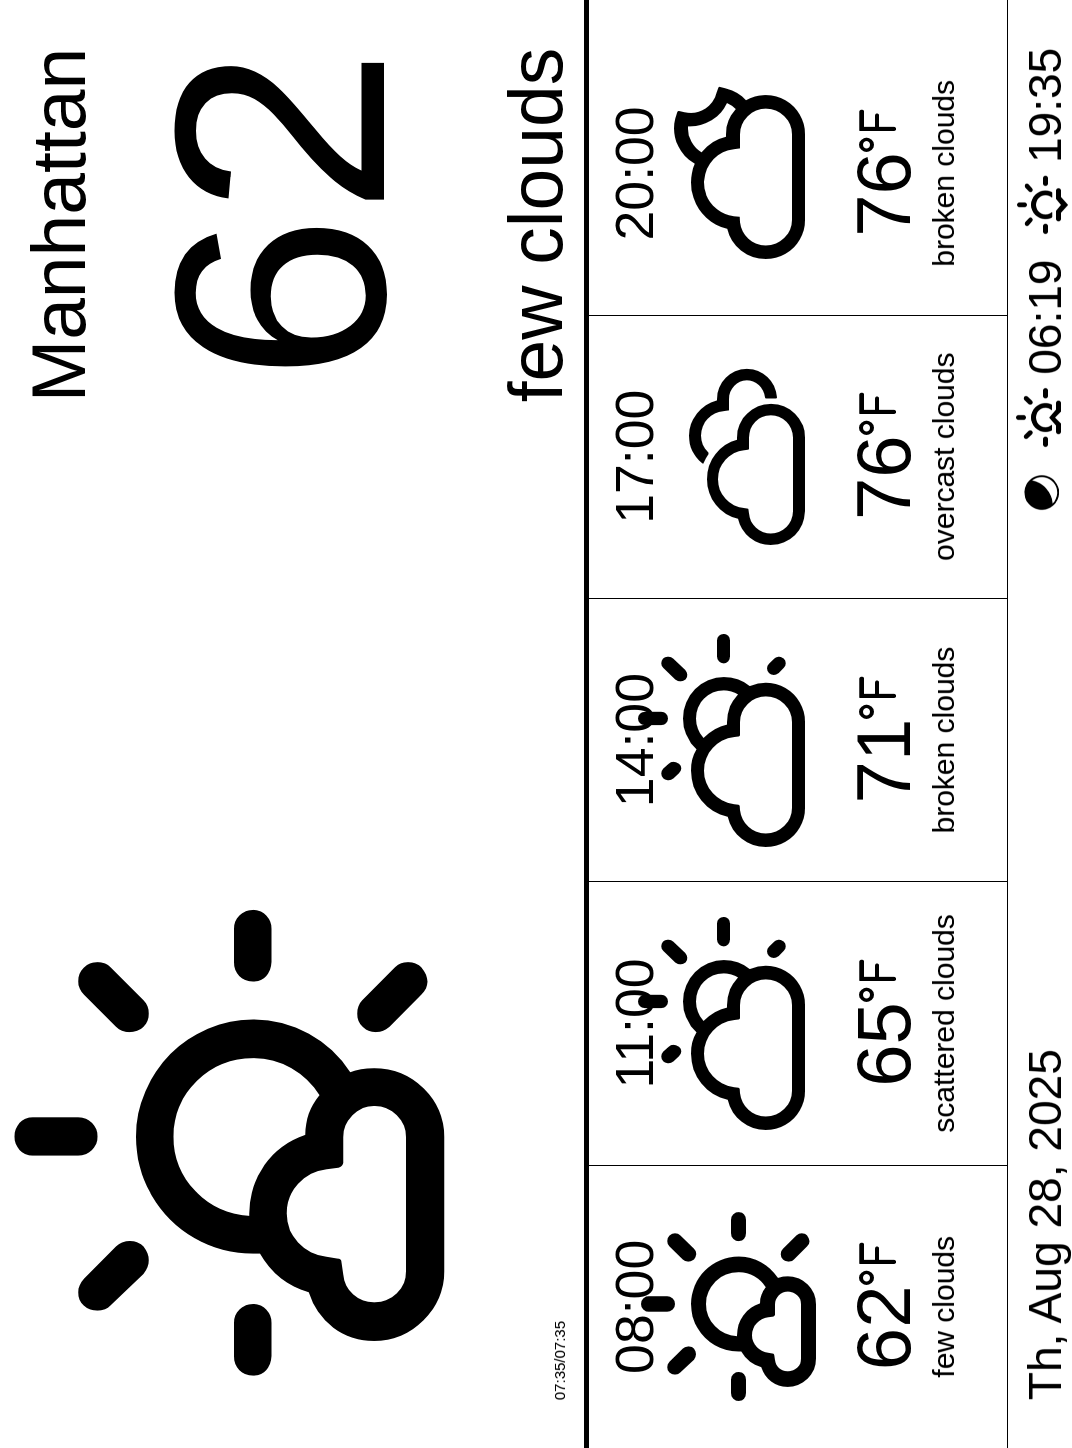 Manhattan
62
few clouds
07:35/07:35
08:00 11:00 14:00 17:00 20:00
62°F 65°F 71°F 76°F 76°F
few clouds scattered clouds broken clouds overcast clouds broken clouds
Th, Aug 28, 2025 06:19 19:35